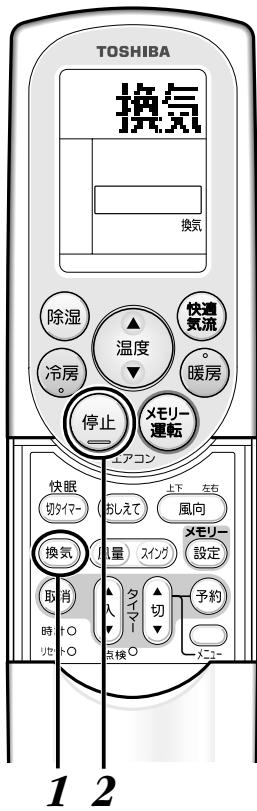 TOSHIBA
換気
換気
除湿
快適
気流
温度
冷房
暖房
停止
メモリー
運転
エアコン
快眠
切タイマー
おしえて
上下 左右
風向
換気
風量
スイング
メモリー
設定
取消
入
タイマー
切
予約
時計
リセット
点検
メニュー
1 2